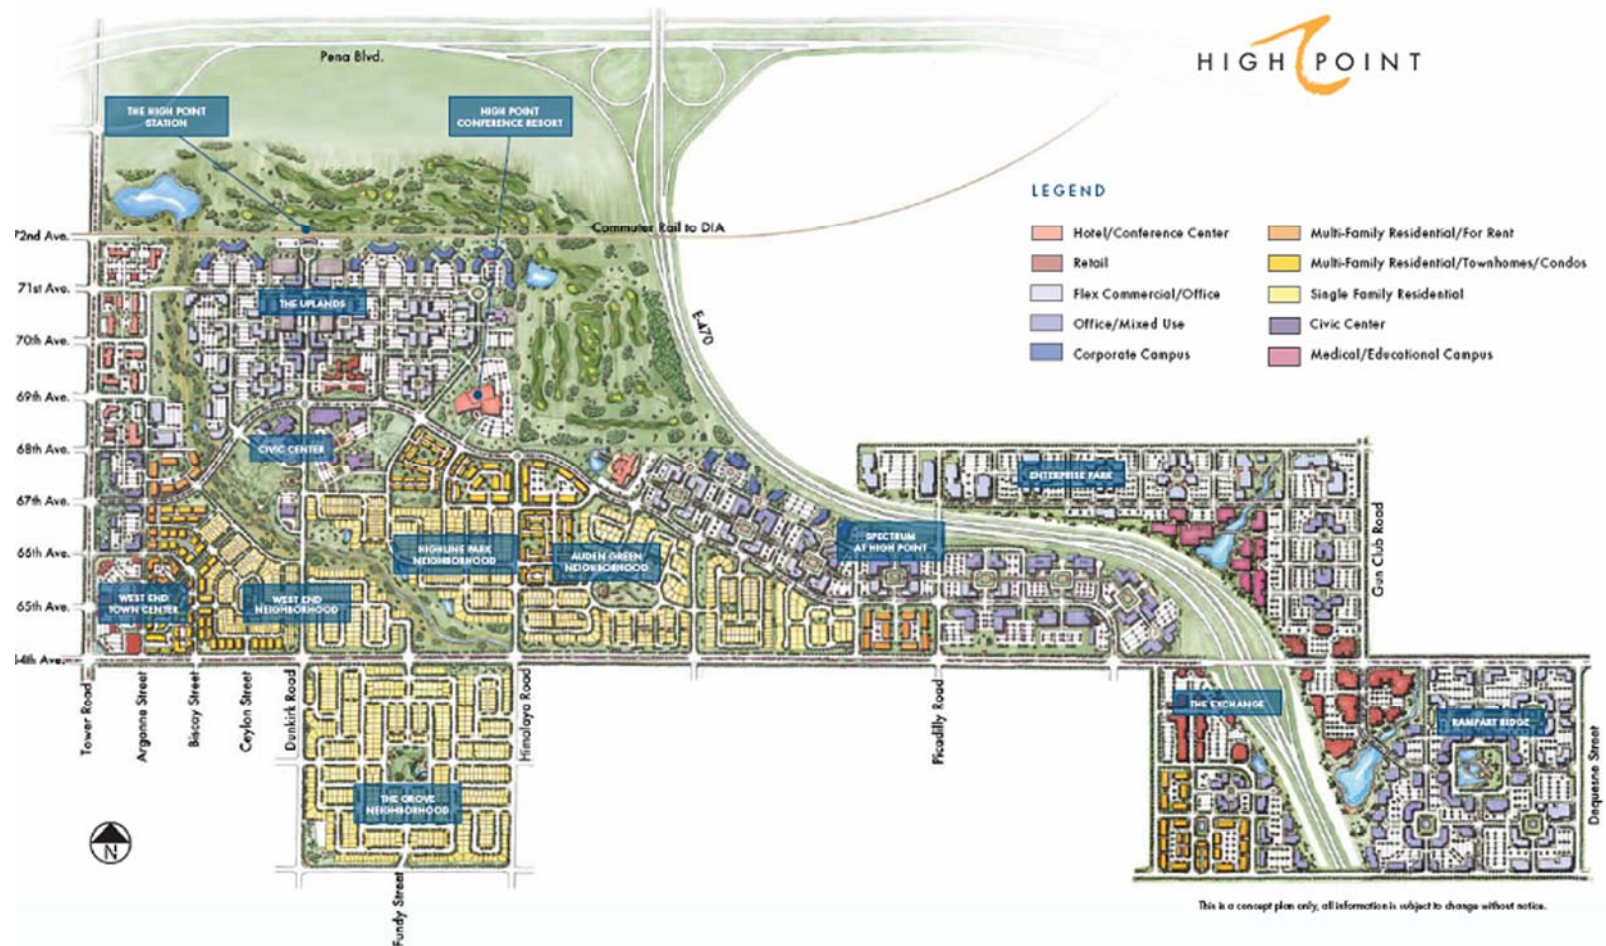 HIGH POINT
Pena Blvd.
THE HIGH POINT
STATION
HIGH POINT
CONFERENCE RESORT
LEGEND
Hotel/Conference Center
Retail
Flex Commercial/Office
Office/Mixed Use
Corporate Campus
Multi-Family Residential/For Rent
Multi-Family Residential/Townhomes/Condos
Single Family Residential
Civic Center
Medical/Educational Campus
Commuter Rail to DIA
72nd Ave.
71st Ave.
70th Ave.
69th Ave.
68th Ave.
67th Ave.
66th Ave.
65th Ave.
64th Ave.
E-470
THE UPLANDS
CIVIC CENTER
ENTERPRISE PARK
SPECTRUM
AT HIGH POINT
HIGHLINE PARK
NEIGHBORHOOD
AUDEN GREEN
NEIGHBORHOOD
WEST END
TOWN CENTER
WEST END
NEIGHBORHOOD
Gun Club Road
THE EXCHANGE
RAMPART RIDGE
THE GROVE
NEIGHBORHOOD
Tower Road
Argonne Street
Biscay Street
Ceylon Street
Dunkirk Road
Himalaya Road
Picadilly Road
Daquesne Street
Fundy Street
N
This is a concept plan only, all information is subject to change without notice.